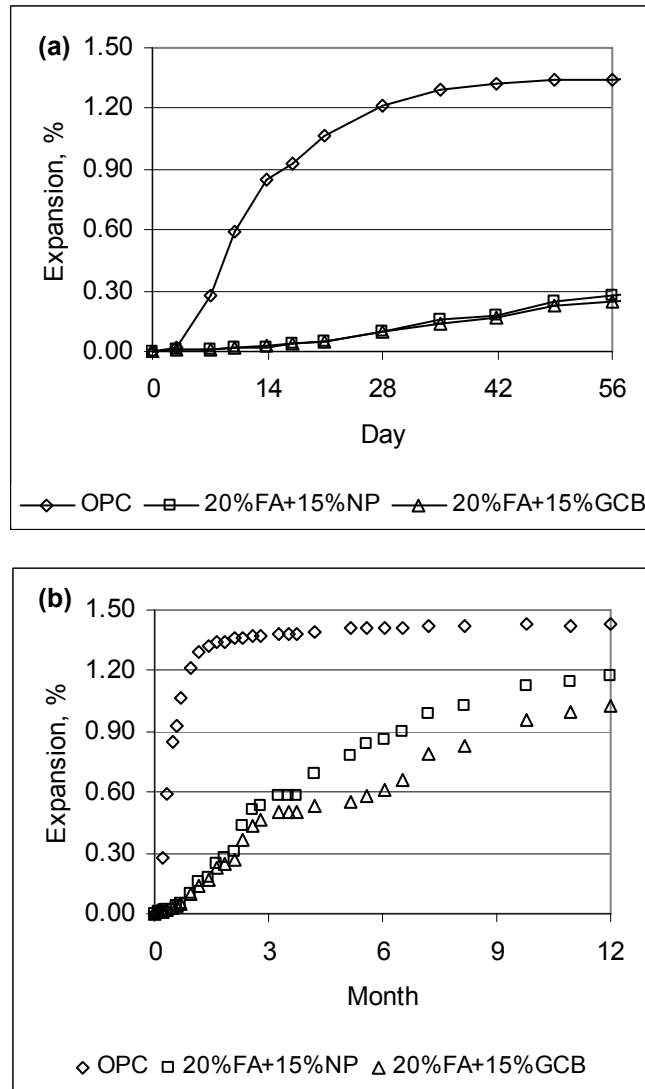 (a)
Expansion, %
1.50
1.20
0.90
0.60
0.30
0.00
0 14 28 42 56
Day
OPC 20%FA+15%NP 20%FA+15%GCB
(b)
Expansion, %
1.50
1.20
0.90
0.60
0.30
0.00
0 3 6 9 12
Month
OPC 20%FA+15%NP 20%FA+15%GCB